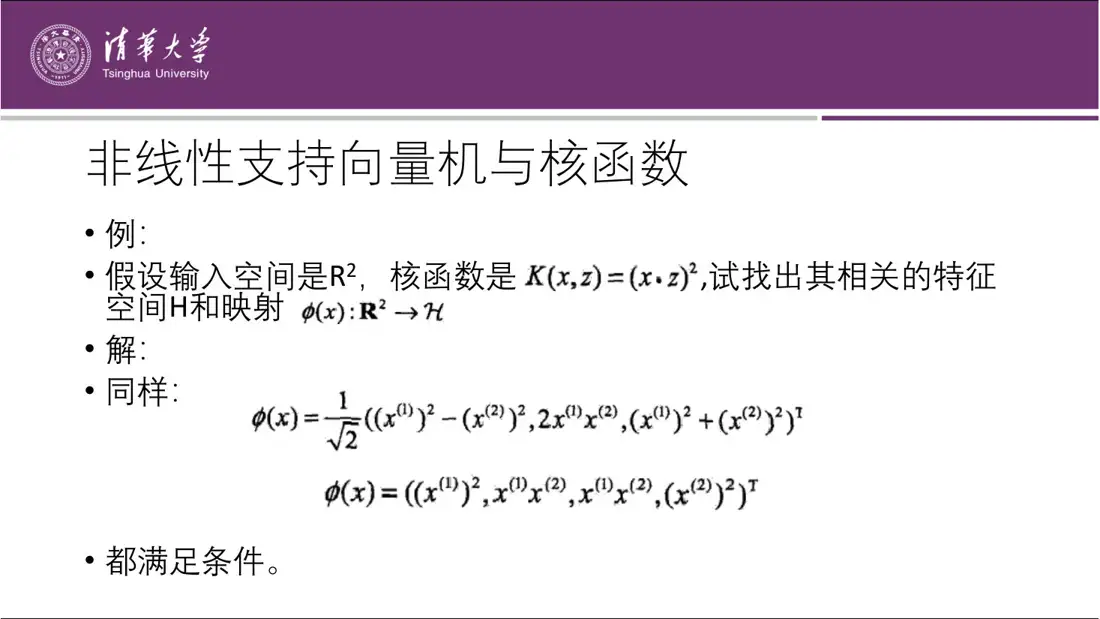 清华大学
Tsinghua University
非线性支持向量机与核函数
• 例：
• 假设输入空间是R²，核函数是 K(x,z)=(x·z)²,试找出其相关的特征
空间H和映射 ϕ(x):R²→ℋ
• 解：
• 同样：
ϕ(x)=1/√2((x⁽¹⁾)²−(x⁽²⁾)²,2x⁽¹⁾x⁽²⁾,(x⁽¹⁾)²+(x⁽²⁾)²)ᵀ
ϕ(x)=((x⁽¹⁾)²,x⁽¹⁾x⁽²⁾,x⁽¹⁾x⁽²⁾,(x⁽²⁾)²)ᵀ
• 都满足条件。